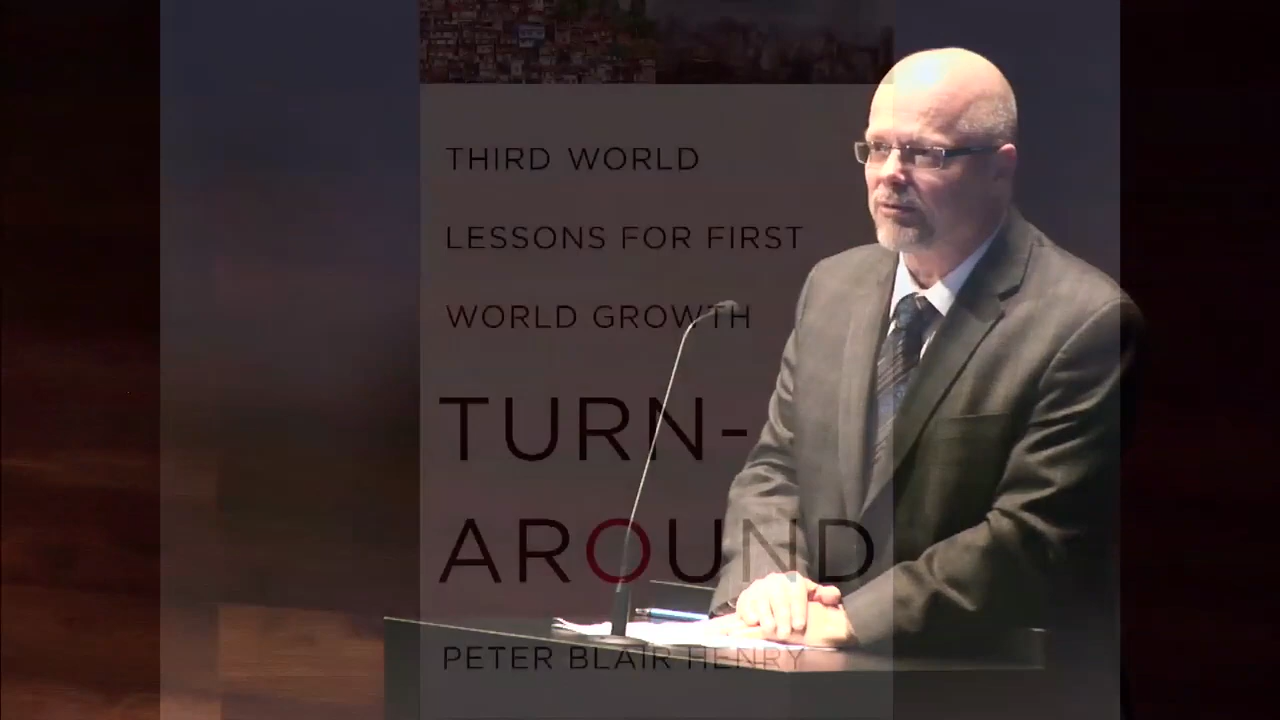 THIRD WORLD
LESSONS FOR FIRST
WORLD GROWTH
TURN-
AROUND
PETER BLAIR HENRY